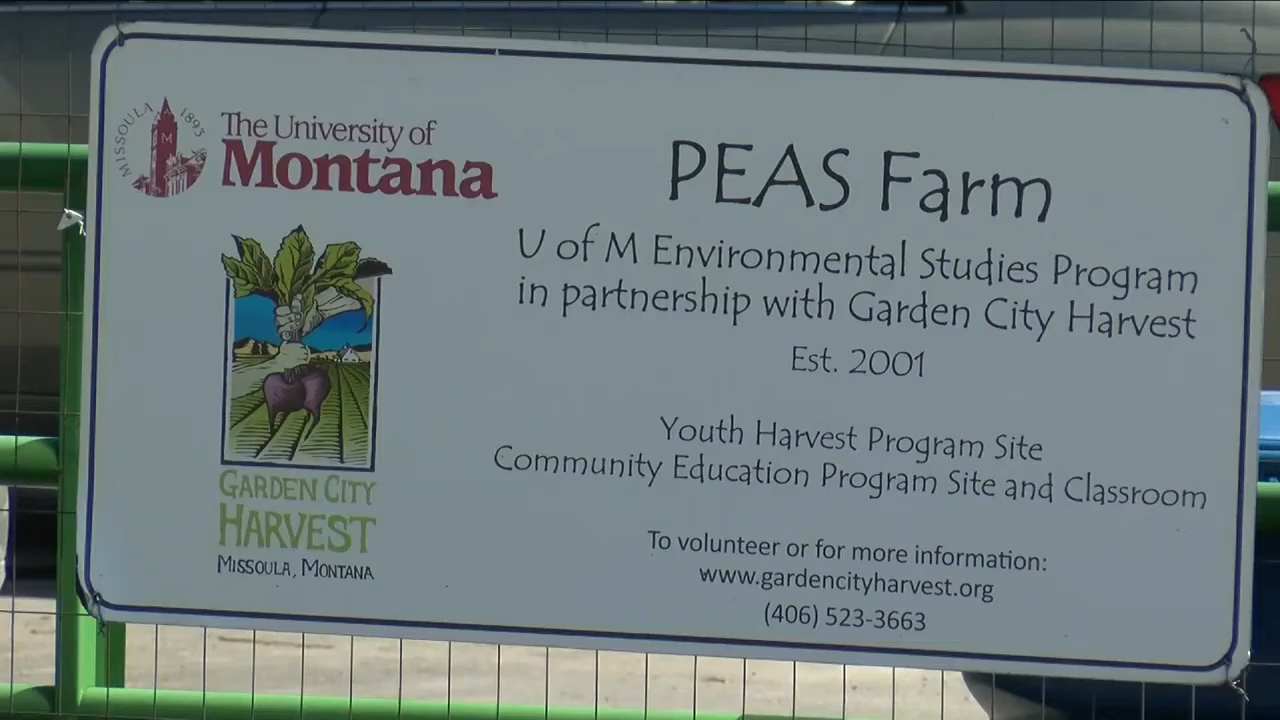 MISSOULA 1893
The University of
Montana
PEAS Farm
U of M Environmental Studies Program
in partnership with Garden City Harvest
Est. 2001
Youth Harvest Program Site
Community Education Program Site and Classroom
To volunteer or for more information:
www.gardencityharvest.org
(406) 523-3663
GARDEN CITY
HARVEST
MISSOULA, MONTANA